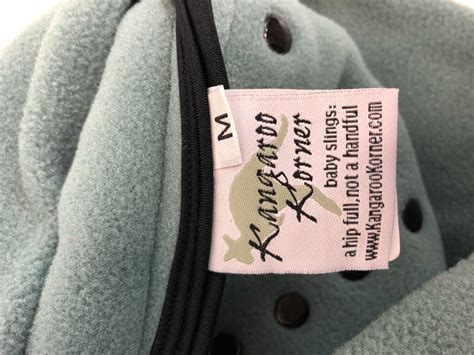 M
Kangaroo
Korner
baby slings:
a hip full, not a handful
www.KangarooKorner.com